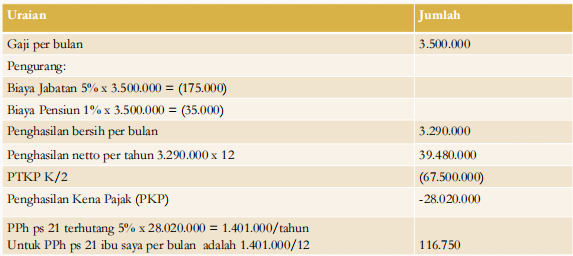 Uraian Jumlah
Gaji per bulan 3.500.000
Pengurang:
Biaya Jabatan 5% x 3.500.000 = (175.000)
Biaya Pensiun 1% x 3.500.000 = (35.000)
Penghasilan bersih per bulan 3.290.000
Penghasilan netto per tahun 3.290.000 x 12 39.480.000
PTKP K/2 (67.500.000)
Penghasilan Kena Pajak (PKP) -28.020.000
PPh ps 21 terhutang 5% x 28.020.000 = 1.401.000/tahun
Untuk PPh ps 21 ibu saya per bulan adalah 1.401.000/12 116.750